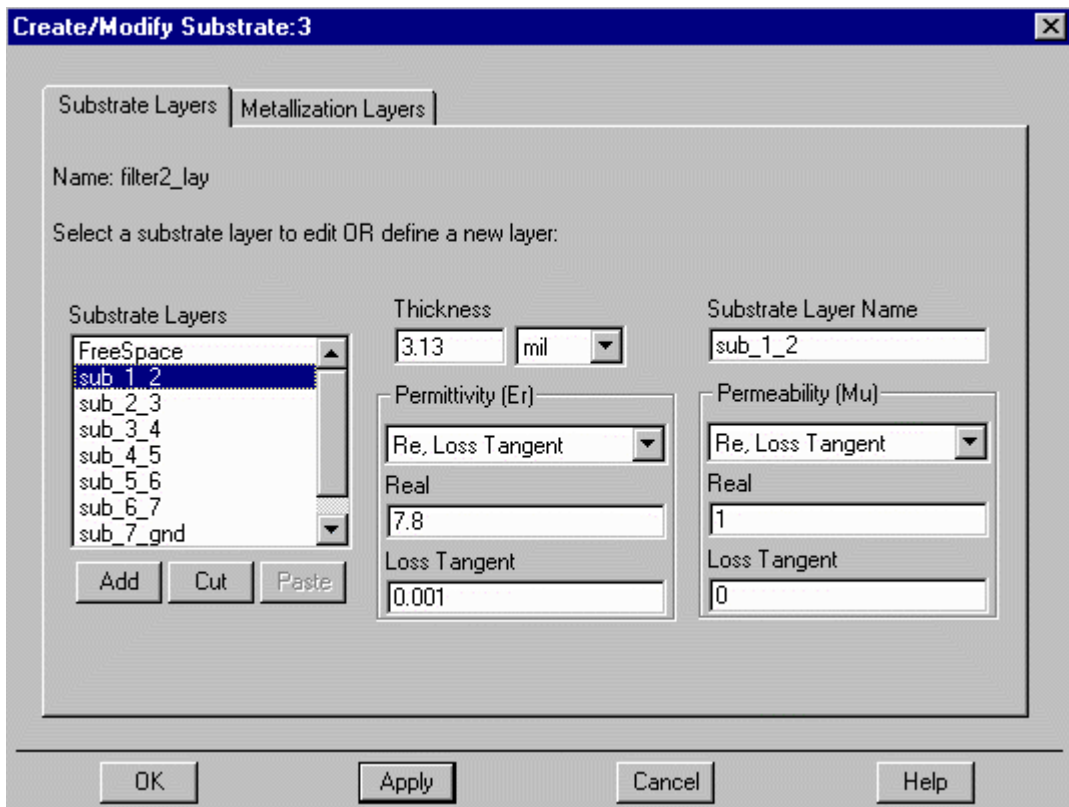 Create/Modify Substrate:3
Substrate Layers
Metallization Layers
Name: filter2_lay
Select a substrate layer to edit OR define a new layer:
Substrate Layers
FreeSpace
sub_1_2
sub_2_3
sub_3_4
sub_4_5
sub_5_6
sub_6_7
sub_7_gnd
Add
Cut
Paste
Thickness
3.13
mil
Permittivity (Er)
Re, Loss Tangent
Real
7.8
Loss Tangent
0.001
Substrate Layer Name
sub_1_2
Permeability (Mu)
Re, Loss Tangent
Real
1
Loss Tangent
0
OK
Apply
Cancel
Help